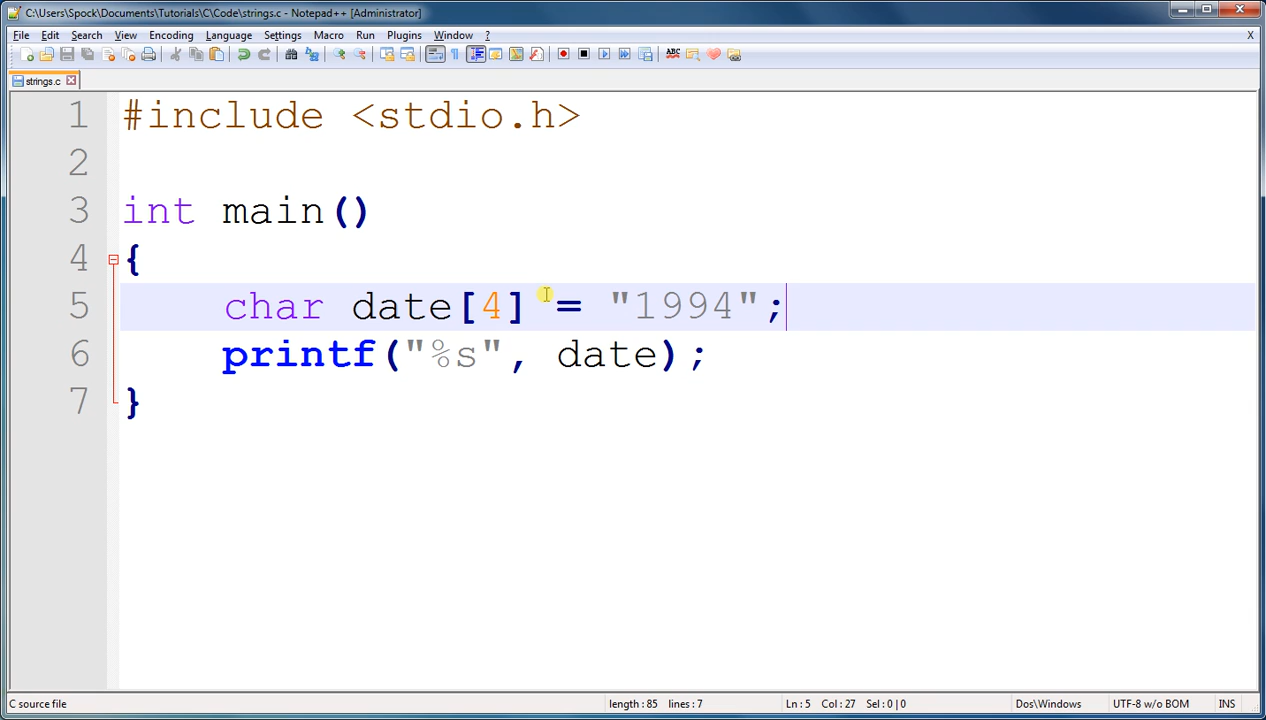 C:\Users\Spock\Documents\Tutorials\C\Code\strings.c - Notepad++ [Administrator]
File Edit Search View Encoding Language Settings Macro Run Plugins Window ? X
ABC
strings.c
1 #include <stdio.h>
2
3 int main()
4 {
5 char date[4] = "1994";
6 printf("%s", date);
7 }
C source file length : 85 lines : 7 Ln : 5 Col : 27 Sel : 0 | 0 Dos\Windows UTF-8 w/o BOM INS